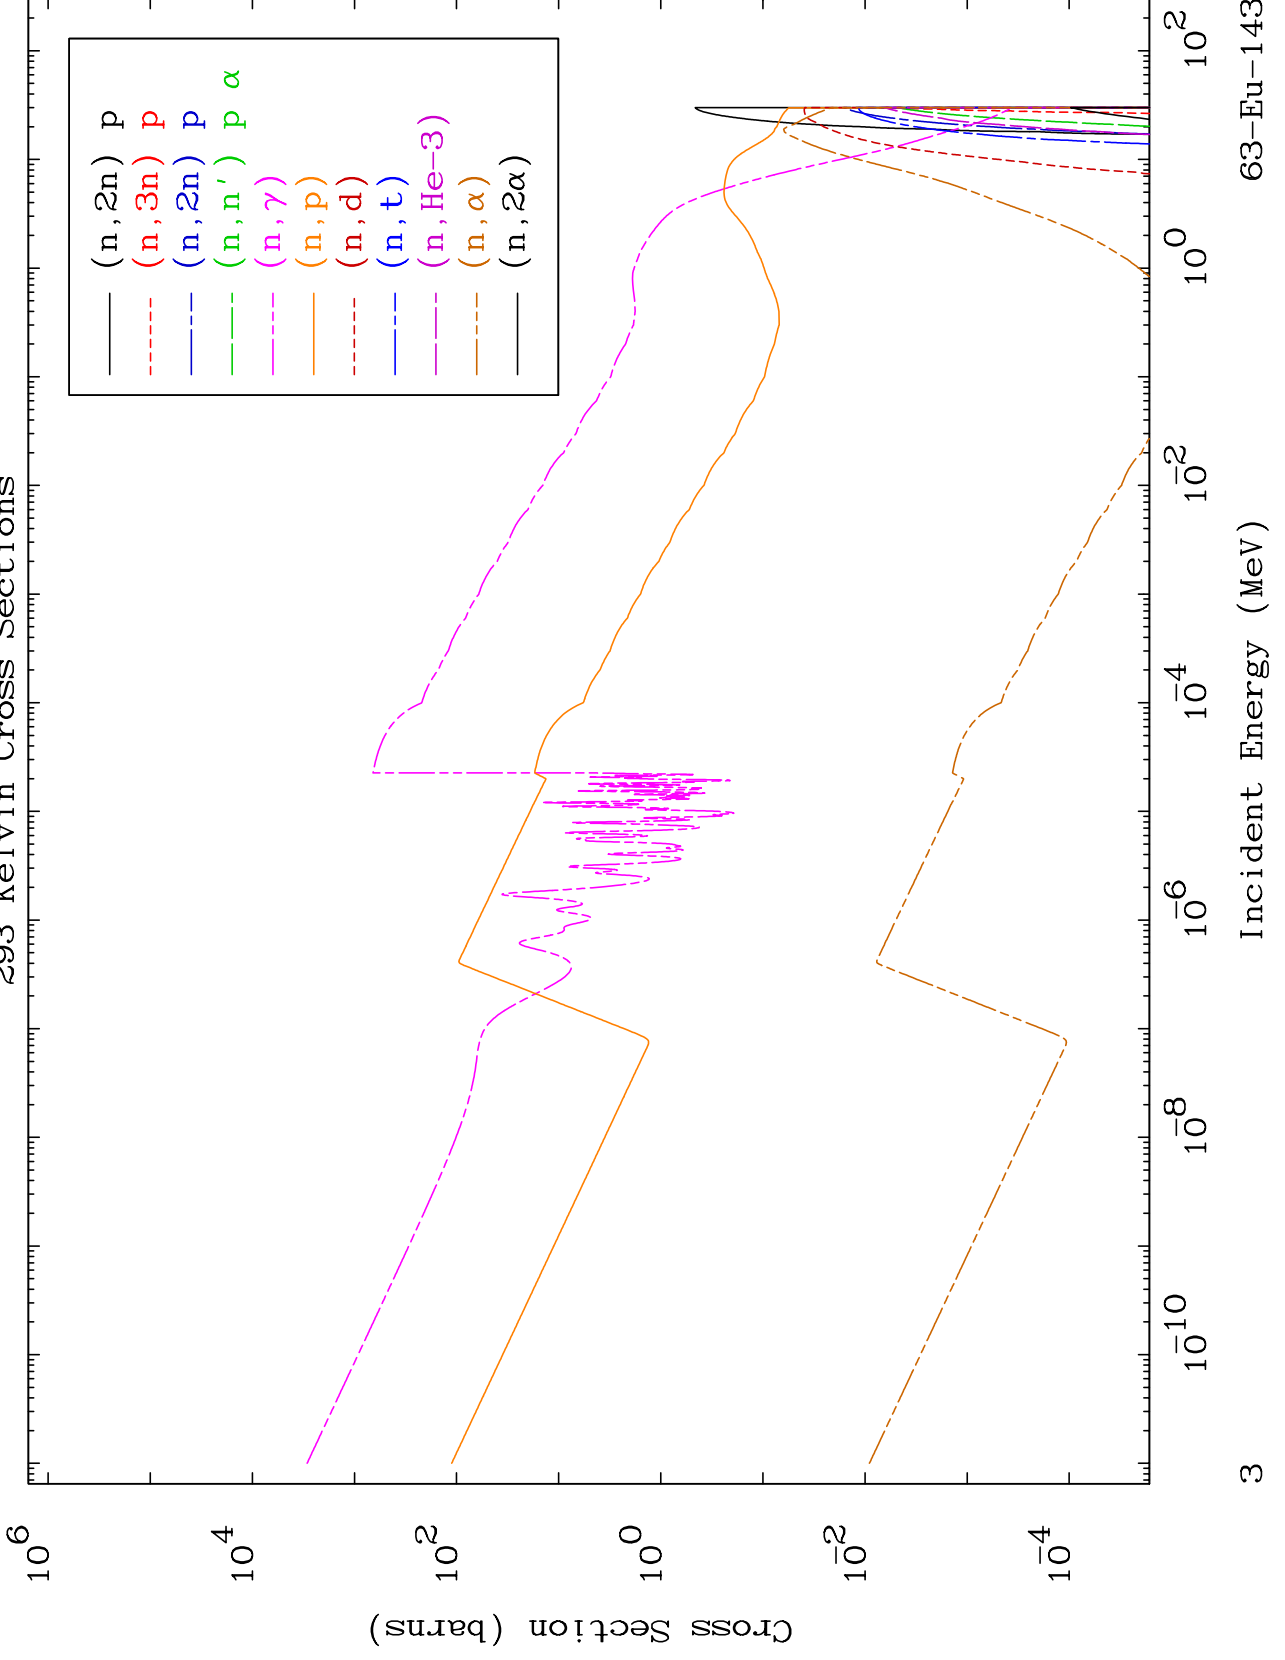 293 Kelvin Cross Sections
(n,2n) p
(n,3n) p
(n,2n) p
(n,n') p α
(n,γ)
(n,p)
(n,d)
(n,t)
(n,He-3)
(n,α)
(n,2α)
10^6
10^4
10^2
10^0
10^-2
10^-4
Cross Section (barns)
10^-10
10^-8
10^-6
10^-4
10^-2
10^0
10^2
Incident Energy (MeV)
3
63-Eu-143